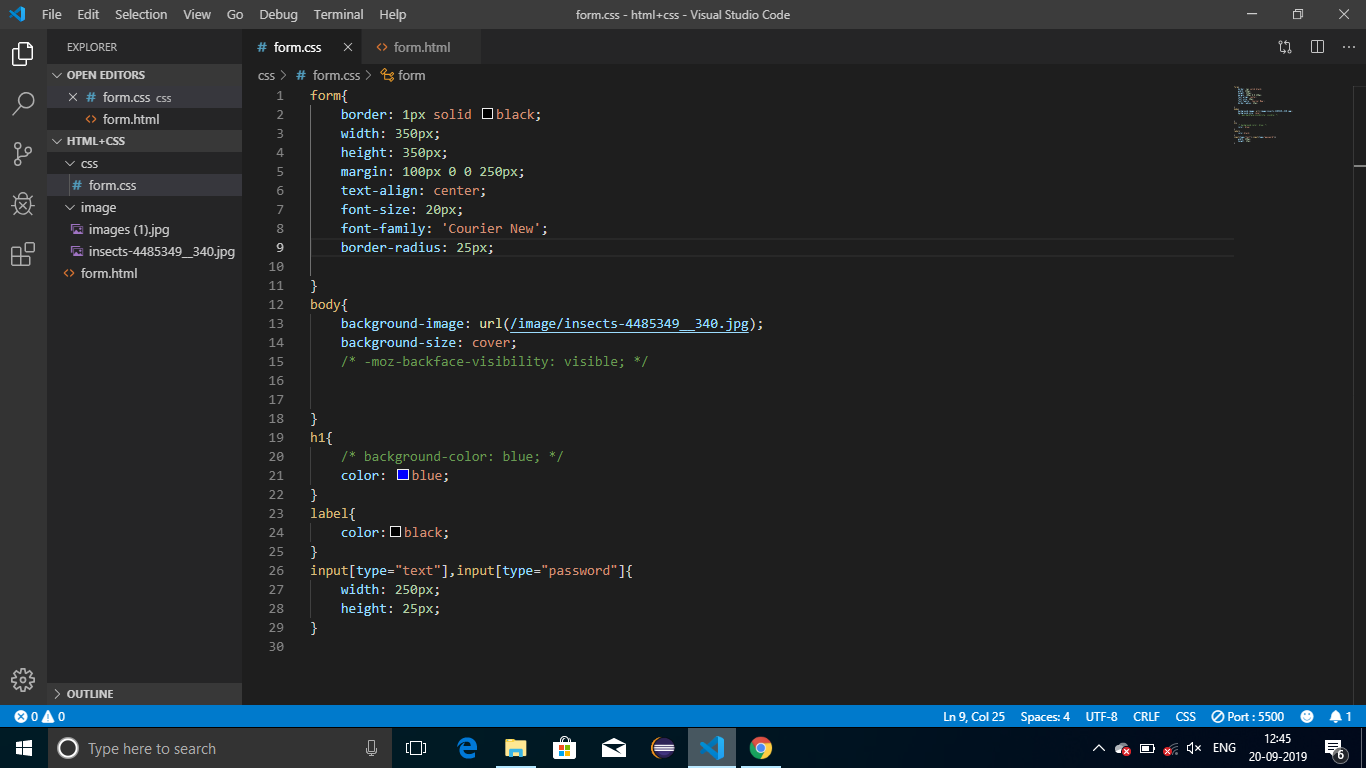 File Edit Selection View Go Debug Terminal Help form.css - html+css - Visual Studio Code
EXPLORER
OPEN EDITORS
form.css css
form.html
HTML+CSS
css
form.css
image
images (1).jpg
insects-4485349__340.jpg
form.html
OUTLINE
# form.css form.html
css > # form.css > form
1 form{
2 border: 1px solid black;
3 width: 350px;
4 height: 350px;
5 margin: 100px 0 0 250px;
6 text-align: center;
7 font-size: 20px;
8 font-family: 'Courier New';
9 border-radius: 25px;
10
11 }
12 body{
13 background-image: url(/image/insects-4485349__340.jpg);
14 background-size: cover;
15 /* -moz-backface-visibility: visible; */
16
17
18 }
19 h1{
20 /* background-color: blue; */
21 color: blue;
22 }
23 label{
24 color: black;
25 }
26 input[type="text"],input[type="password"]{
27 width: 250px;
28 height: 25px;
29 }
30
0 0 Ln 9, Col 25 Spaces: 4 UTF-8 CRLF CSS Port : 5500 1
Type here to search ENG 12:45
20-09-2019 6